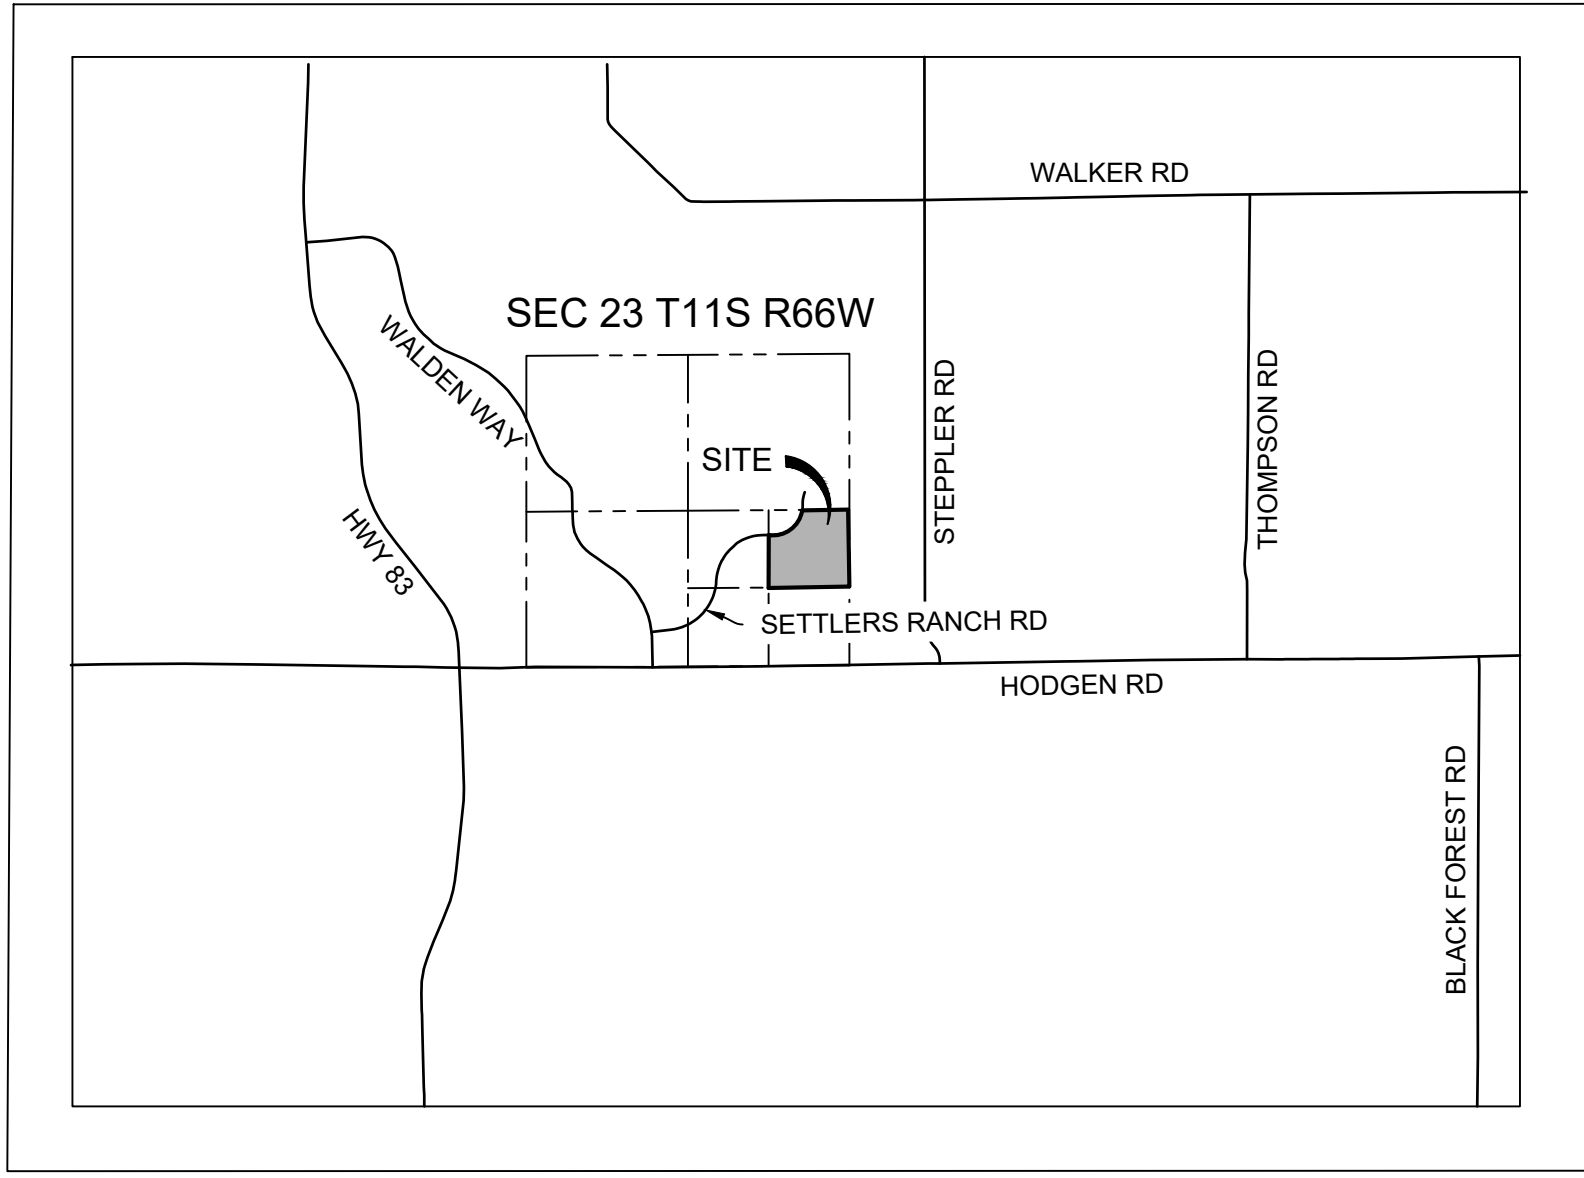 WALKER RD
SEC 23 T11S R66W
WALDEN WAY
STEPPLER RD
THOMPSON RD
SITE
HWY 83
SETTLERS RANCH RD
HODGEN RD
BLACK FOREST RD